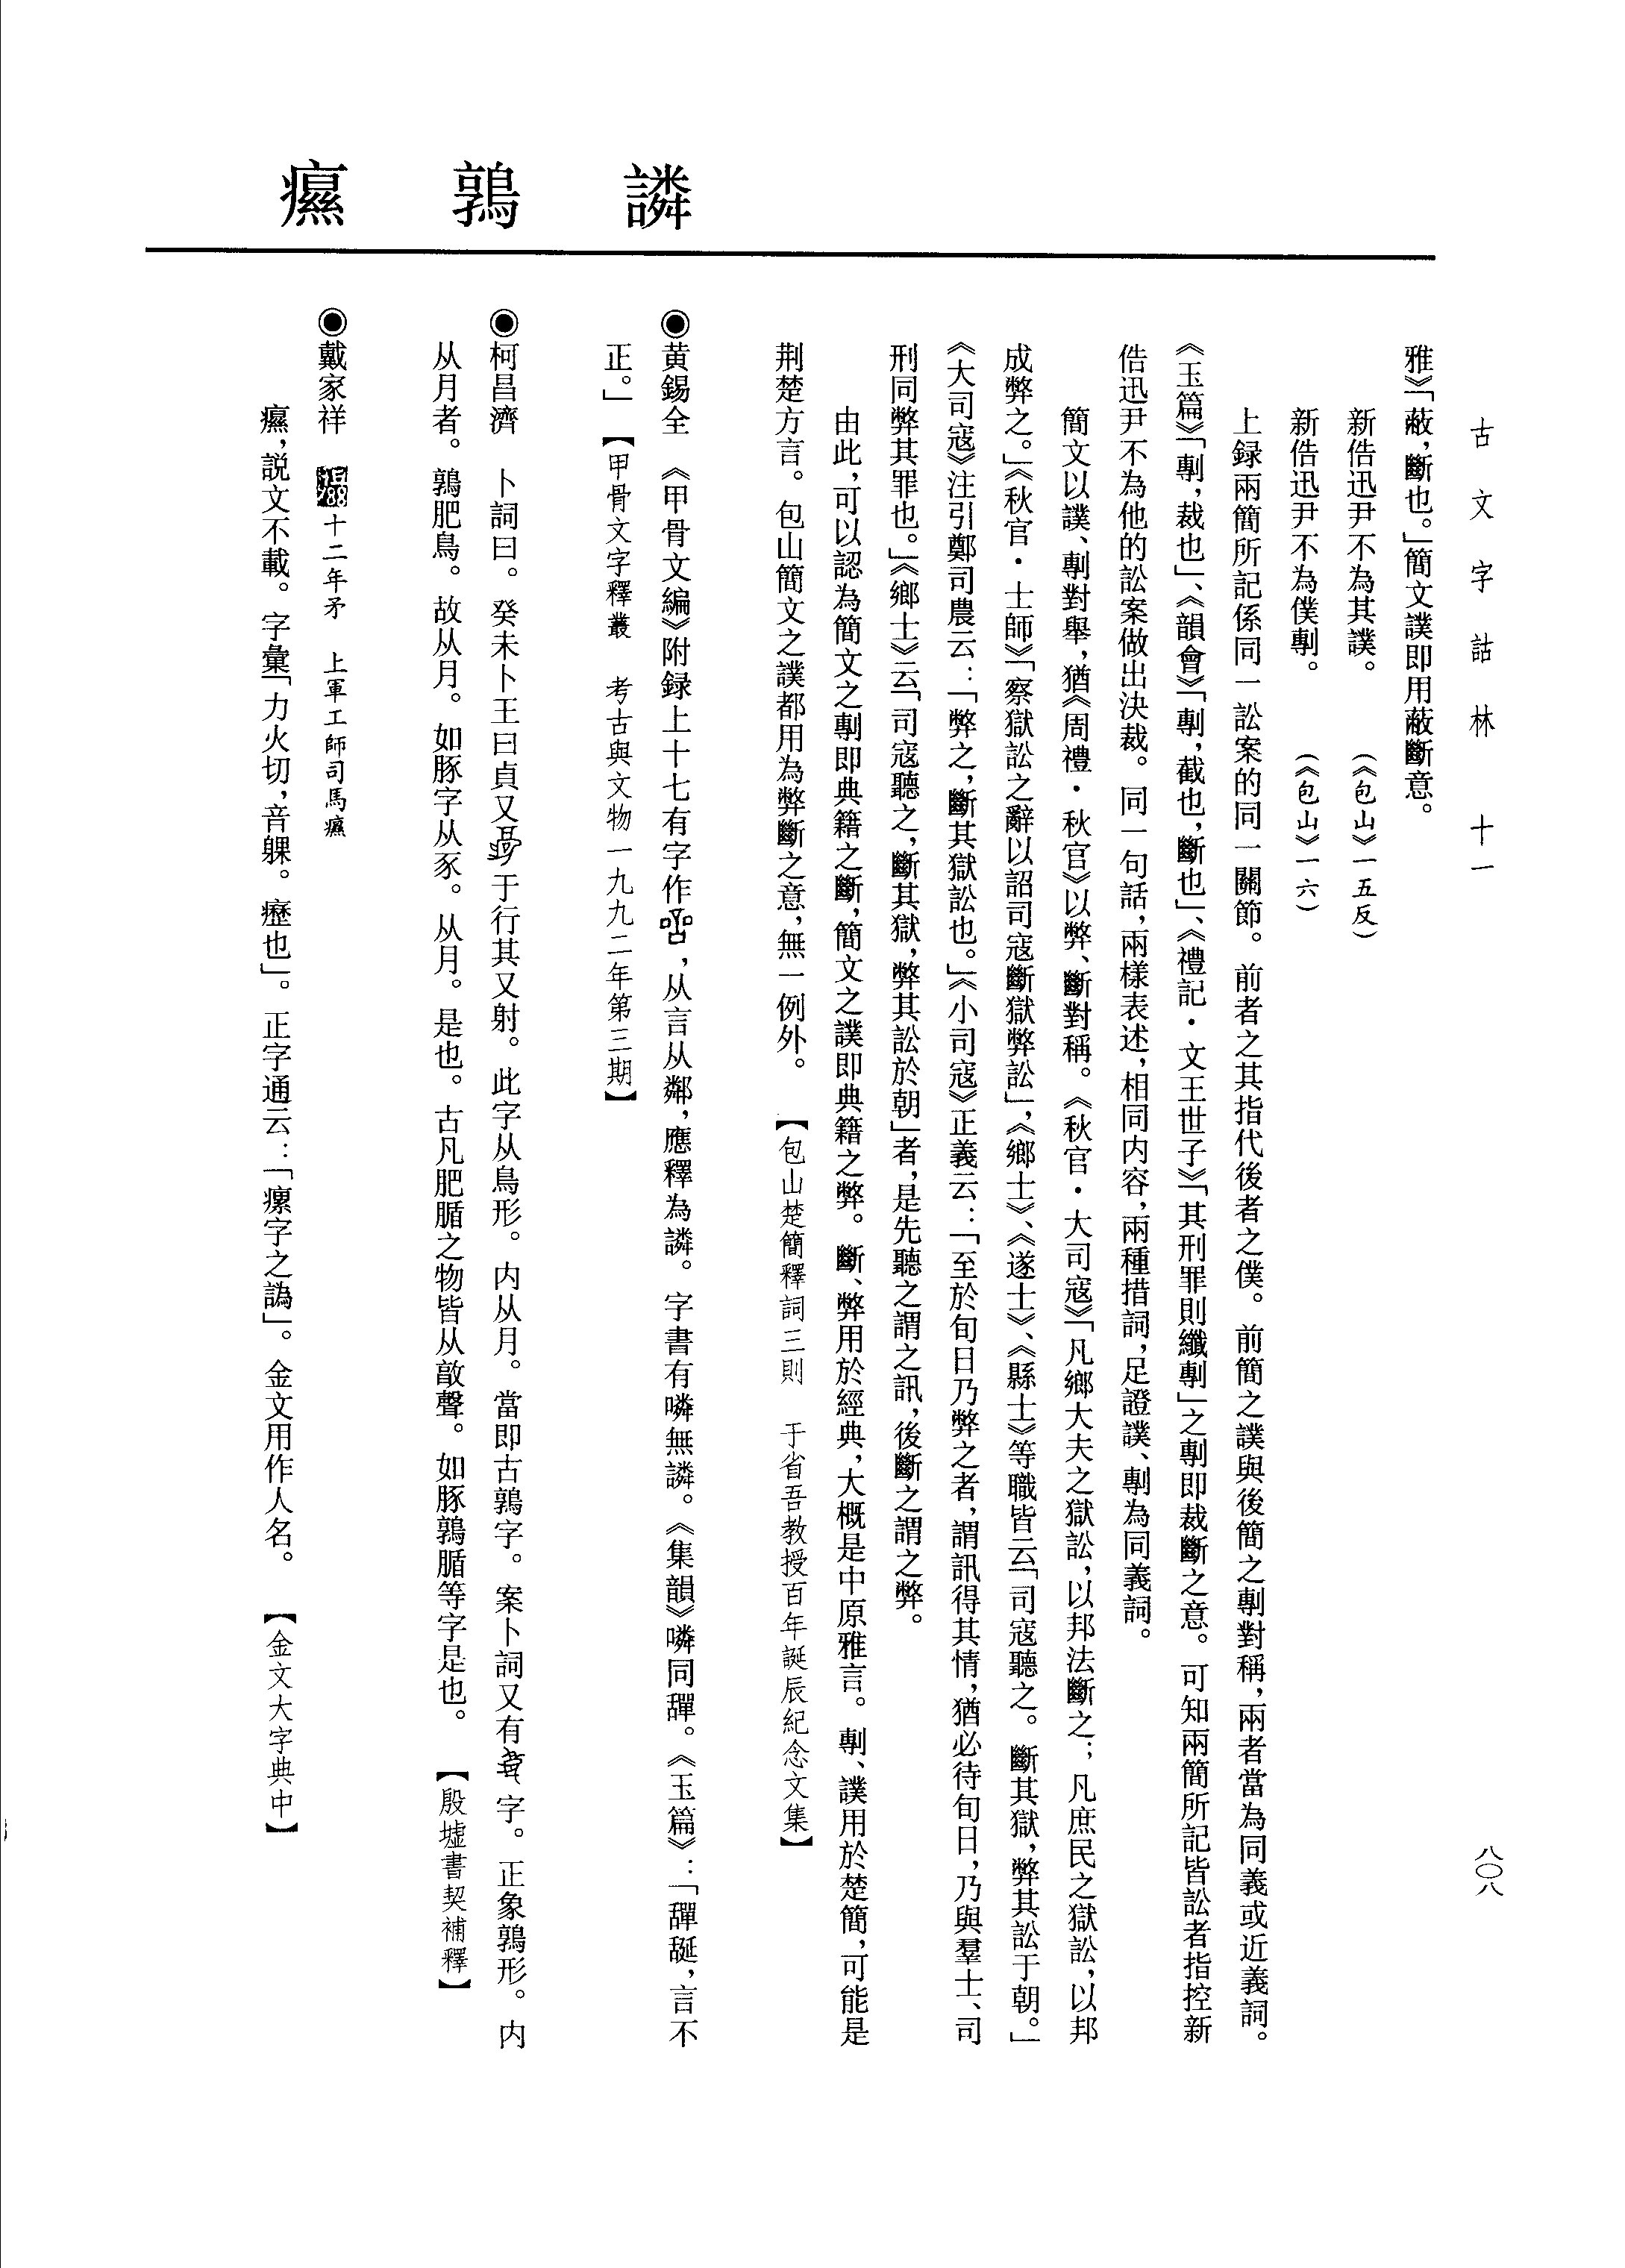 古文字詁林　十一
八〇八
譑鶉癳
雅》「蔽，斷也。」簡文譔即用蔽斷意。
新俈迅尹不為其譔。　（《包山》一五反）
新俈迅尹不為僕剸。　（《包山》一六）
上録兩簡所記係同一訟案的同一關節。前者之其指代後者之僕。前簡之譔與後簡之剸對稱，兩者當為同義或近義詞。
《玉篇》「剸，裁也」、《韻會》「剸，截也，斷也」、《禮記·文王世子》「其刑罪則纖剸」之剸即裁斷之意。可知兩簡所記皆訟者指控新
俈迅尹不為他的訟案做出決裁。同一句話，兩樣表述，相同内容，兩種措詞，足證譔、剸為同義詞。
簡文以譔、剸對舉，猶《周禮·秋官》以弊、斷對稱。《秋官·大司寇》「凡鄉大夫之獄訟，以邦法斷之；凡庶民之獄訟，以邦
成弊之。」《秋官·士師》「察獄訟之辭以詔司寇斷獄弊訟」，《鄉士》、《遂士》、《縣士》等職皆云「司寇聽之。斷其獄，弊其訟于朝。」
《大司寇》注引鄭司農云：「弊之，斷其獄訟也。」《小司寇》正義云：「至於旬日乃弊之者，謂訊得其情，猶必待旬日，乃與羣士、司
刑同弊其罪也。」《鄉士》云「司寇聽之，斷其獄，弊其訟於朝」者，是先聽之謂之訊，後斷之謂之弊。
由此，可以認為簡文之剸即典籍之斷，簡文之譔即典籍之弊。斷、弊用於經典，大概是中原雅言。剸、譔用於楚簡，可能是
荆楚方言。包山簡文之譔都用為弊斷之意，無一例外。　【包山楚簡釋詞三則　于省吾教授百年誕辰紀念文集】
◉黄錫全　《甲骨文編》附録上十七有字作，从言从粼，應釋為譑。字書有噒無譑。《集韻》噒同㗔。《玉篇》：「㗔誕，言不
正。」　【甲骨文字釋叢　考古與文物一九九二年第三期】
◉柯昌濟　卜詞曰。癸未卜王曰貞又于行其又射。此字从鳥形。内从月。當即古鶉字。案卜詞又有字。正象鶉形。内
从月者。鶉肥鳥。故从月。如豚字从豕。从月。是也。古凡肥腯之物皆从敦聲。如豚鶉腯等字是也。　【殷墟書契補釋】
◉戴家祥　十二年矛　上軍工師司馬癳
癳，説文不載。字彙「力火切，音躶。癧也」。正字通云：「瘰字之譌」。金文用作人名。　【金文大字典中】